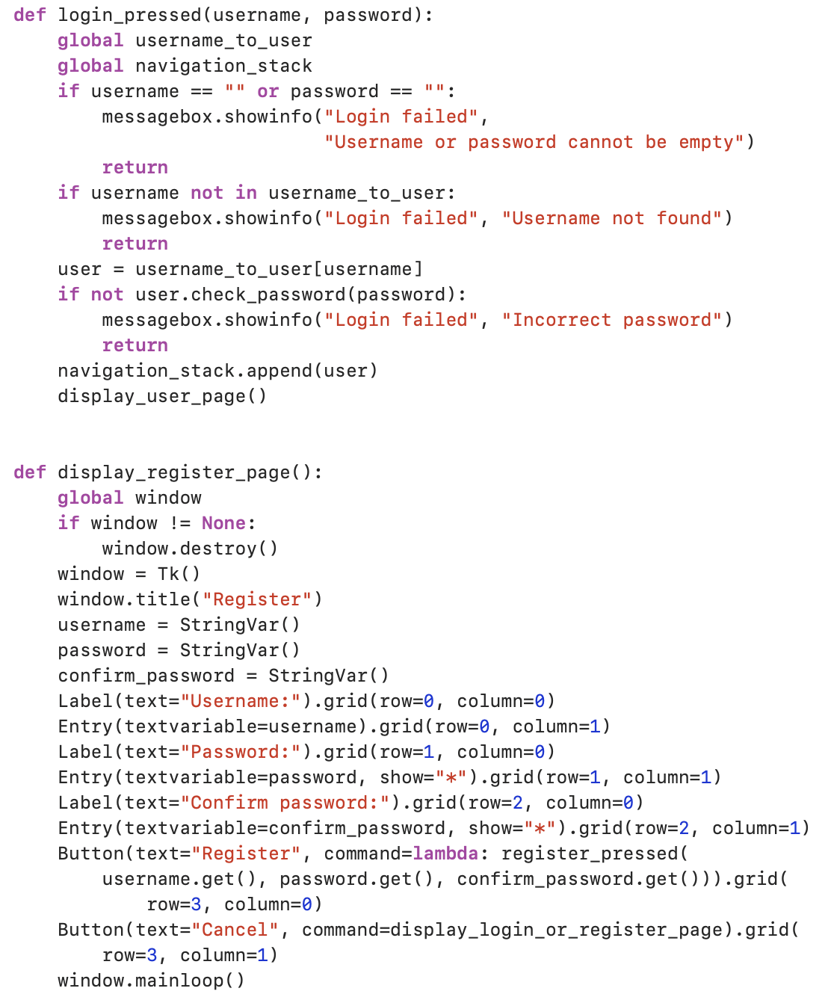 def login_pressed(username, password):
    global username_to_user
    global navigation_stack
    if username == "" or password == "":
        messagebox.showinfo("Login failed",
                            "Username or password cannot be empty")
        return
    if username not in username_to_user:
        messagebox.showinfo("Login failed", "Username not found")
        return
    user = username_to_user[username]
    if not user.check_password(password):
        messagebox.showinfo("Login failed", "Incorrect password")
        return
    navigation_stack.append(user)
    display_user_page()


def display_register_page():
    global window
    if window != None:
        window.destroy()
    window = Tk()
    window.title("Register")
    username = StringVar()
    password = StringVar()
    confirm_password = StringVar()
    Label(text="Username:").grid(row=0, column=0)
    Entry(textvariable=username).grid(row=0, column=1)
    Label(text="Password:").grid(row=1, column=0)
    Entry(textvariable=password, show="*").grid(row=1, column=1)
    Label(text="Confirm password:").grid(row=2, column=0)
    Entry(textvariable=confirm_password, show="*").grid(row=2, column=1)
    Button(text="Register", command=lambda: register_pressed(
        username.get(), password.get(), confirm_password.get())).grid(
            row=3, column=0)
    Button(text="Cancel", command=display_login_or_register_page).grid(
        row=3, column=1)
    window.mainloop()